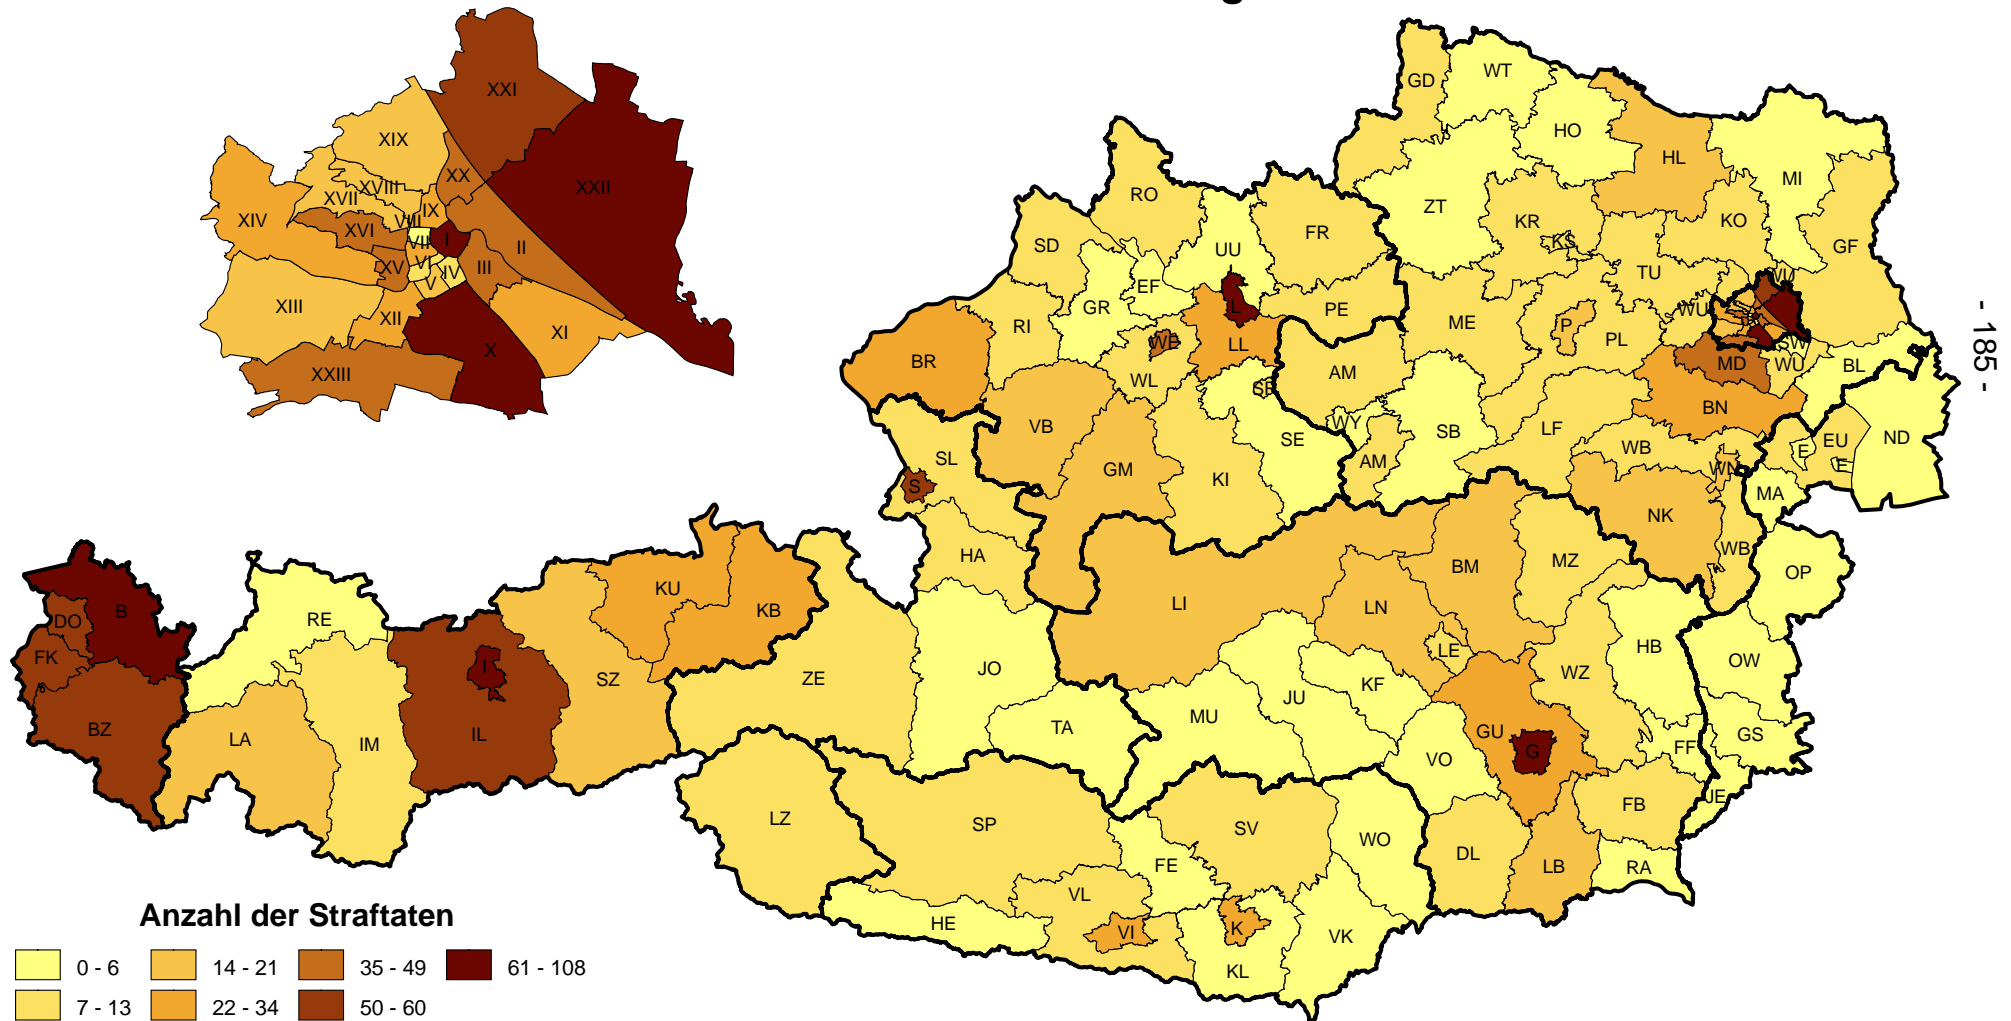 g
XXI
XIX
XX
XXII
XVIII
XVII
IX
VIII
XIV
XVI
I
II
VII
XV
VI
IV
III
V
XIII
XII
XI
X
XXIII
GD
WT
HO
HL
MI
RO
ZT
KR
KS
KO
SD
UU
FR
GF
TU
WU
EF
GR
L
PE
RI
ME
P
PL
WU
BR
WE
LL
SW
MD
WU
BL
WL
AM
SR
BN
VB
WY
SB
LF
EU
ND
SE
WB
E
SL
AM
E
GM
WN
KI
S
MA
NK
HA
WB
MZ
BM
OP
KU
LI
LN
KB
B
RE
DO
HB
LE
FK
I
JO
OW
SZ
ZE
WZ
KF
JU
MU
BZ
TA
GU
GS
LA
IM
IL
G
FF
VO
JE
FB
LZ
SP
SV
WO
DL
LB
FE
RA
VL
HE
VI
K
VK
KL
- 185 -
Anzahl der Straftaten
0 - 6
14 - 21
35 - 49
61 - 108
7 - 13
22 - 34
50 - 60